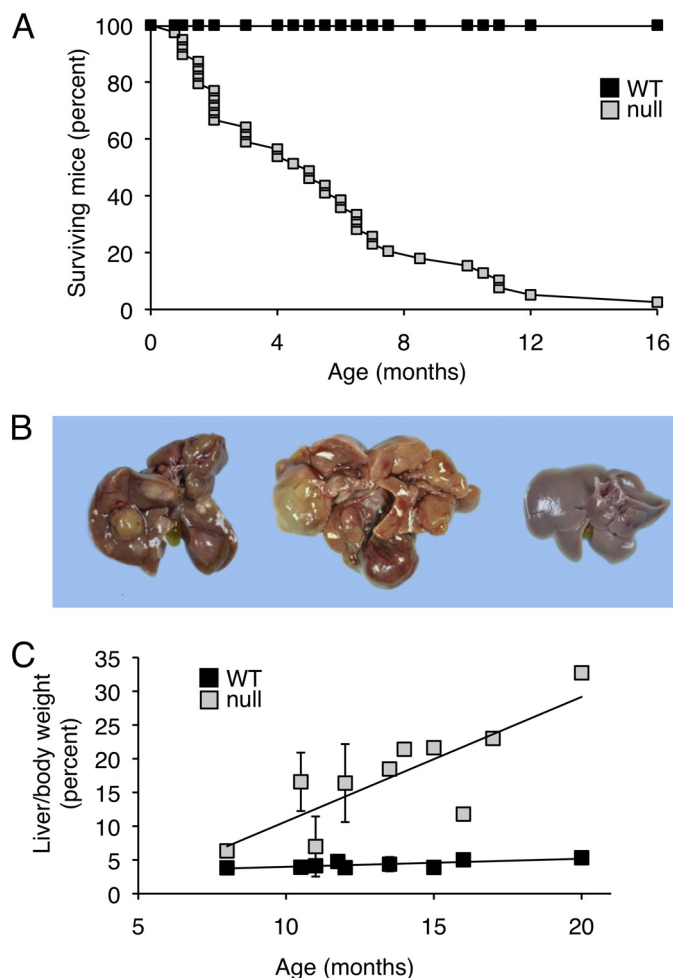 A
100
80
60
40
20
0
Surviving mice (percent)
WT
null
0 4 8 12 16
Age (months)
B
C
35
30
25
20
15
10
5
0
Liver/body weight
(percent)
WT
null
5 10 15 20
Age (months)